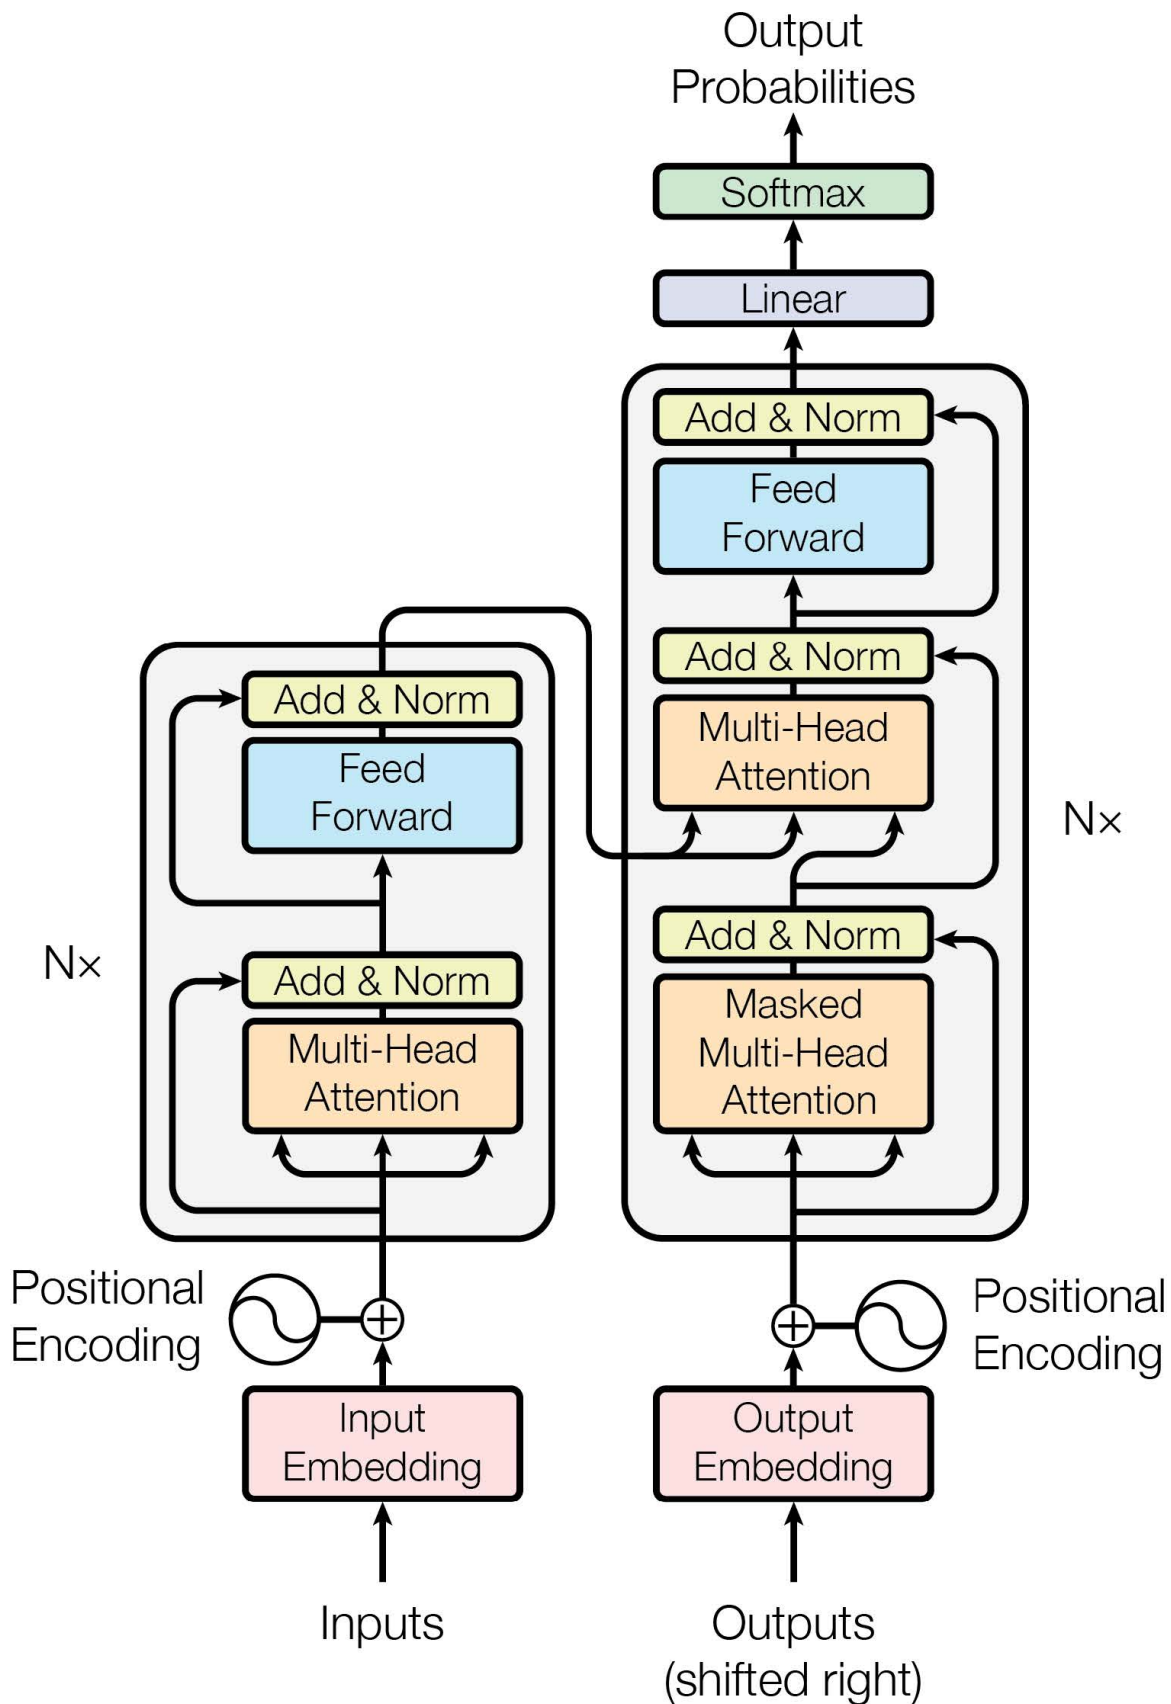 Output
Probabilities
Softmax
Linear
Add & Norm
Feed
Forward
Add & Norm
Multi-Head
Attention
N×
Add & Norm
Masked
Multi-Head
Attention
Add & Norm
Feed
Forward
N×
Add & Norm
Multi-Head
Attention
Positional
Encoding
Positional
Encoding
Input
Embedding
Output
Embedding
Inputs
Outputs
(shifted right)